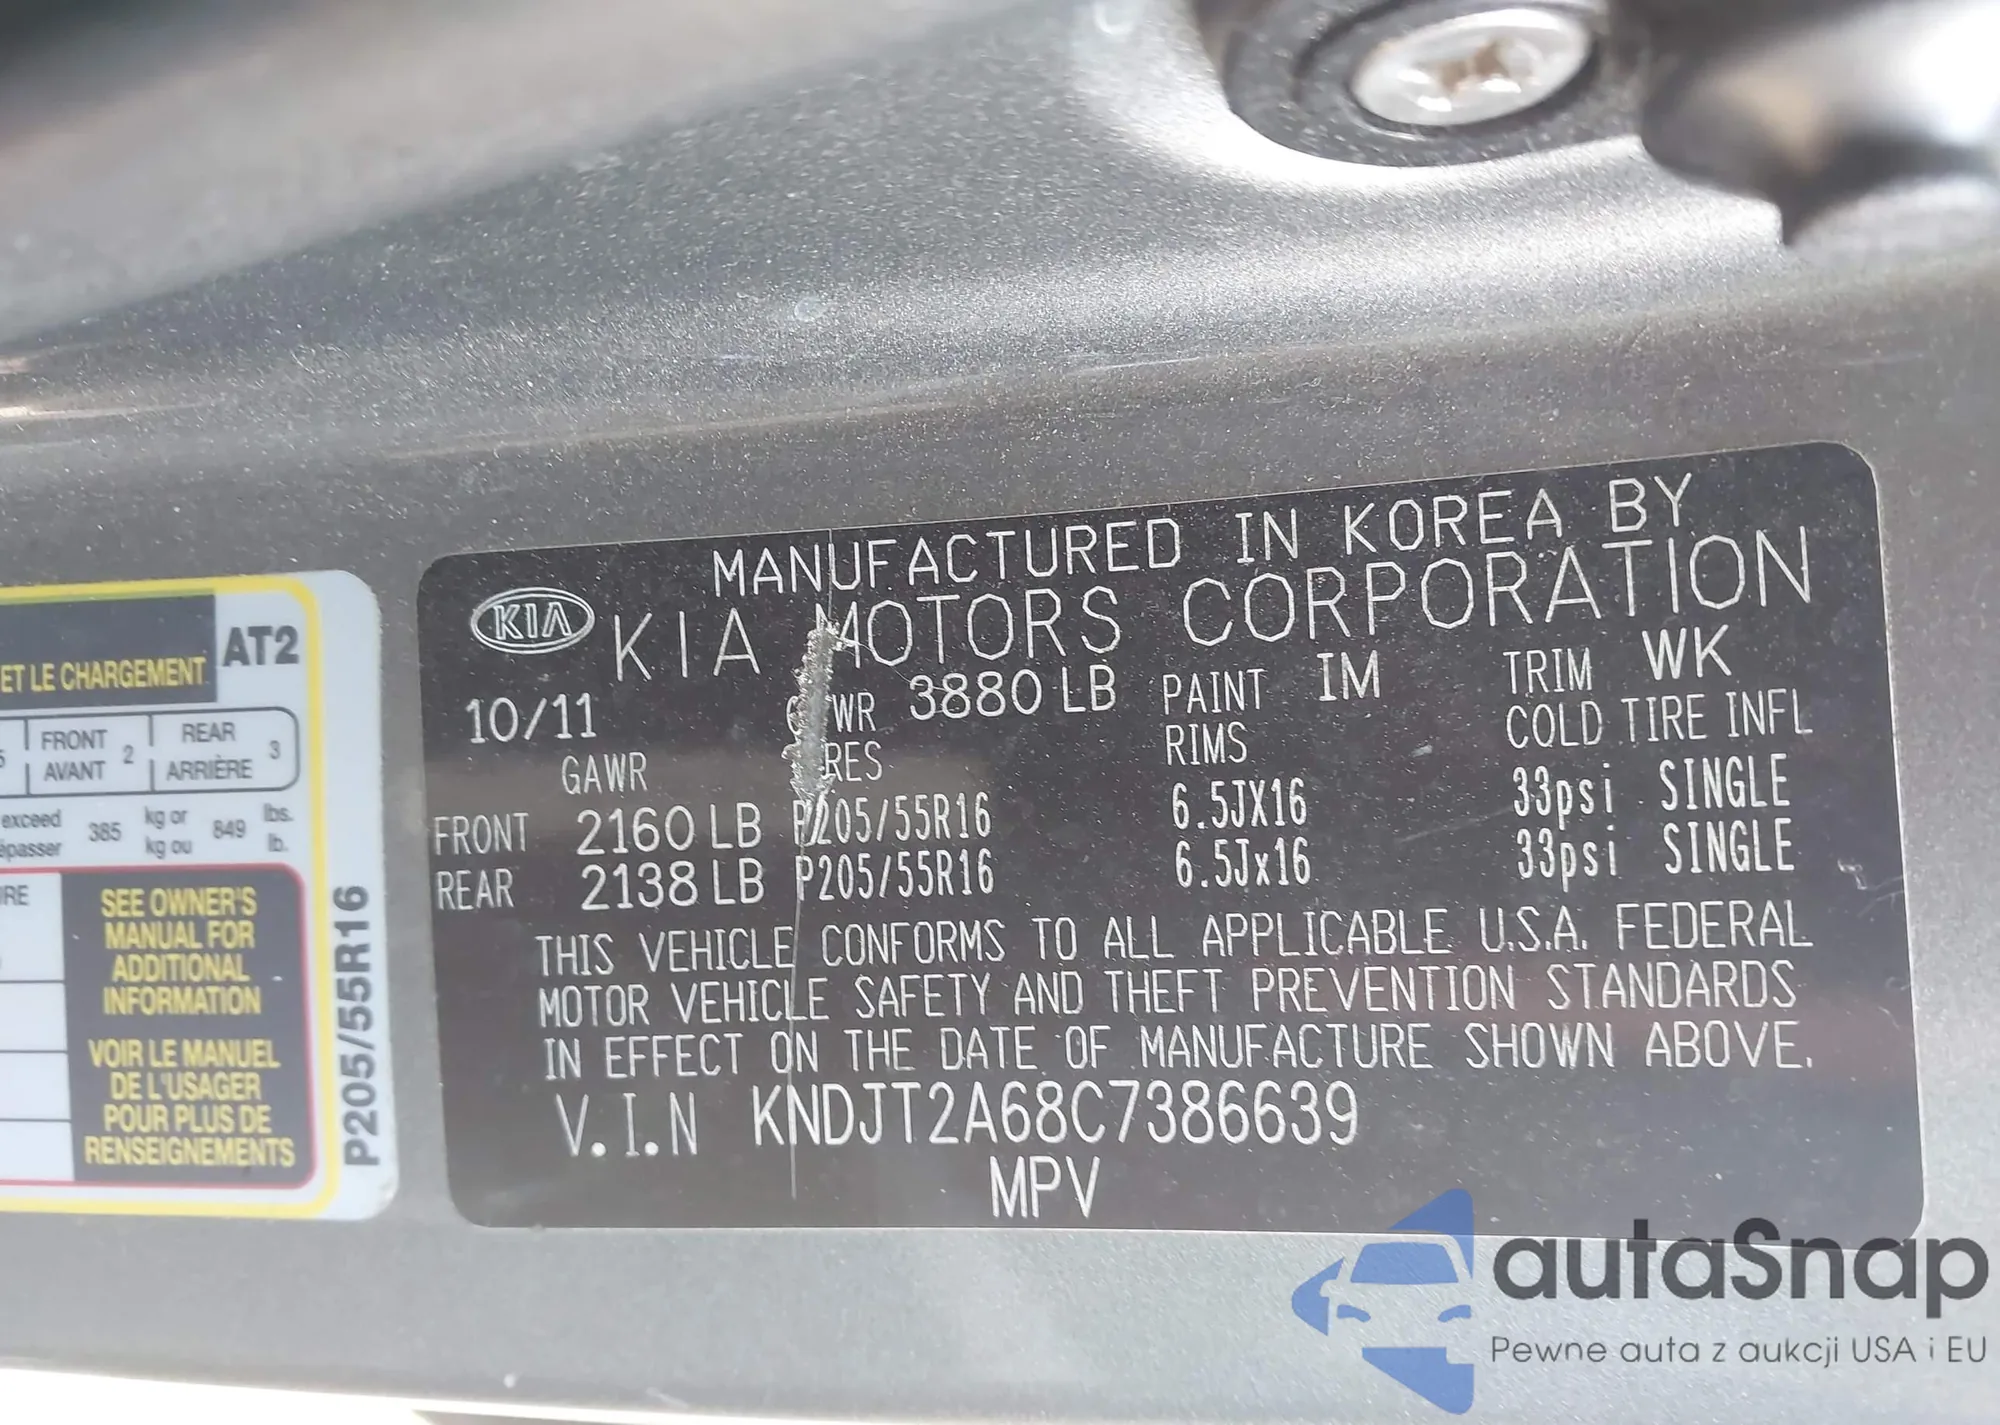 MANUFACTURED IN KOREA BY
KIA KIA MOTORS CORPORATION
10/11 GVWR 3880 LB PAINT IM TRIM WK
GAWR RIMS COLD TIRE INFL
FRONT 2160 LB P205/55R16 6.5JX16 33psi SINGLE
REAR 2138 LB P205/55R16 6.5Jx16 33psi SINGLE
THIS VEHICLE CONFORMS TO ALL APPLICABLE U.S.A. FEDERAL
MOTOR VEHICLE SAFETY AND THEFT PREVENTION STANDARDS
IN EFFECT ON THE DATE OF MANUFACTURE SHOWN ABOVE.
V.I.N KNDJT2A68C7386639
MPV
ET LE CHARGEMENT AT2
FRONT 2 REAR 3
AVANT ARRIÈRE
exceed 385 kg or 849 lbs.
kg ou lb.
SEE OWNER'S
MANUAL FOR
ADDITIONAL
INFORMATION
VOIR LE MANUEL
DE L'USAGER
POUR PLUS DE
RENSEIGNEMENTS
P205/55R16
autaSnap
Pewne auta z aukcji USA i EU